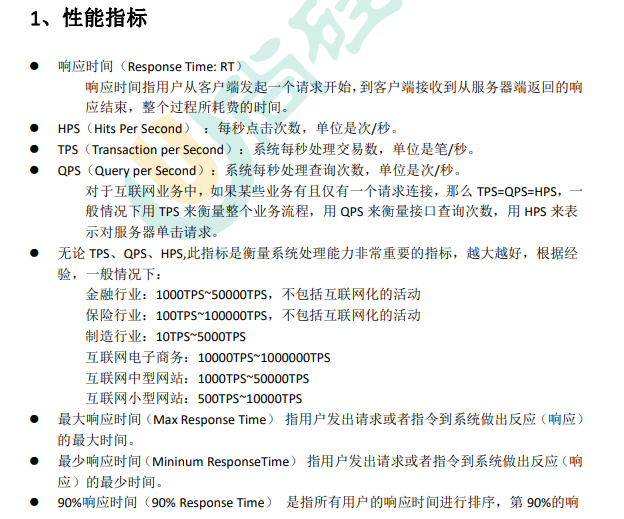 1、性能指标
● 响应时间（Response Time: RT）
响应时间指用户从客户端发起一个请求开始，到客户端接收到从服务器端返回的响
应结束，整个过程所耗费的时间。
● HPS（Hits Per Second） ：每秒点击次数，单位是次/秒。
● TPS（Transaction per Second）：系统每秒处理交易数，单位是笔/秒。
● QPS（Query per Second）：系统每秒处理查询次数，单位是次/秒。
对于互联网业务中，如果某些业务有且仅有一个请求连接，那么 TPS=QPS=HPS，一
般情况下用 TPS 来衡量整个业务流程，用 QPS 来衡量接口查询次数，用 HPS 来表
示对服务器单击请求。
● 无论 TPS、QPS、HPS,此指标是衡量系统处理能力非常重要的指标，越大越好，根据经
验，一般情况下：
金融行业：1000TPS~50000TPS，不包括互联网化的活动
保险行业：100TPS~100000TPS，不包括互联网化的活动
制造行业：10TPS~5000TPS
互联网电子商务：10000TPS~1000000TPS
互联网中型网站：1000TPS~50000TPS
互联网小型网站：500TPS~10000TPS
● 最大响应时间（Max Response Time） 指用户发出请求或者指令到系统做出反应（响应）
的最大时间。
● 最少响应时间（Mininum ResponseTime） 指用户发出请求或者指令到系统做出反应（响
应）的最少时间。
● 90%响应时间（90% Response Time） 是指所有用户的响应时间进行排序，第 90%的响